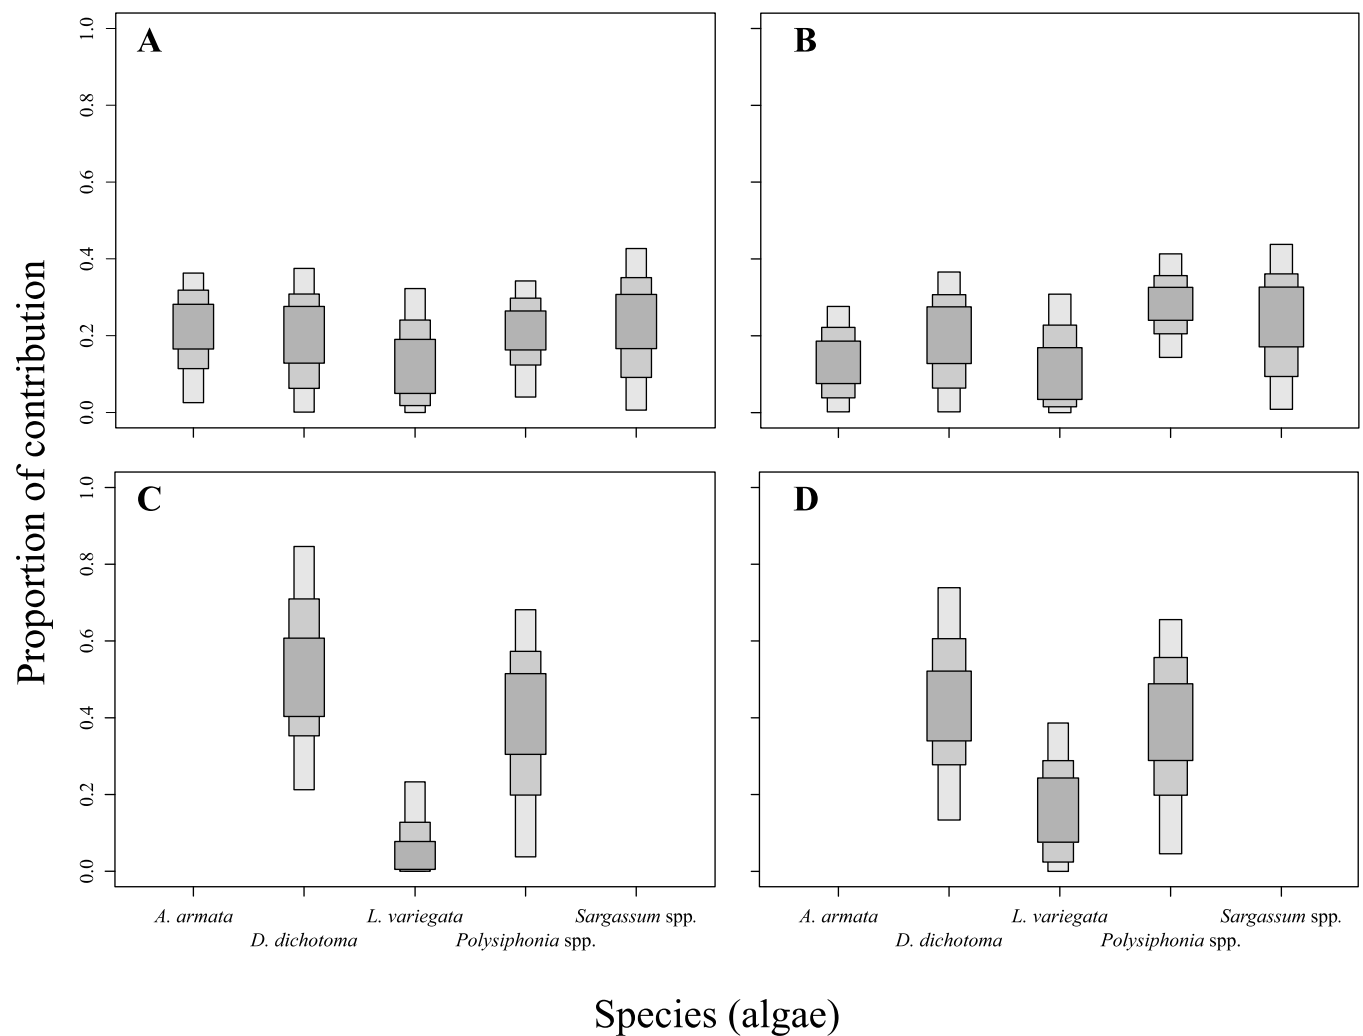 A
B
1.0
0.8
0.6
0.4
0.2
0.0
C
D
1.0
0.8
0.6
0.4
0.2
0.0
Proportion of contribution
A. armata
L. variegata
Sargassum spp.
D. dichotoma
Polysiphonia spp.
A. armata
L. variegata
Sargassum spp.
D. dichotoma
Polysiphonia spp.
Species (algae)